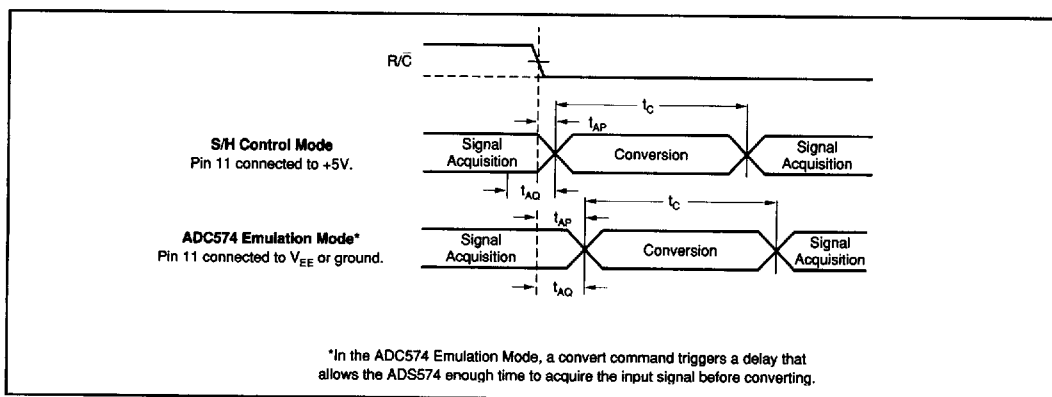 R/C̅
t_C
t_AP
S/H Control Mode
Pin 11 connected to +5V.
Signal Acquisition
Conversion
Signal Acquisition
t_AQ
t_C
t_AP
ADC574 Emulation Mode*
Pin 11 connected to V_EE or ground.
Signal Acquisition
Conversion
Signal Acquisition
t_AQ
*In the ADC574 Emulation Mode, a convert command triggers a delay that
allows the ADS574 enough time to acquire the input signal before converting.